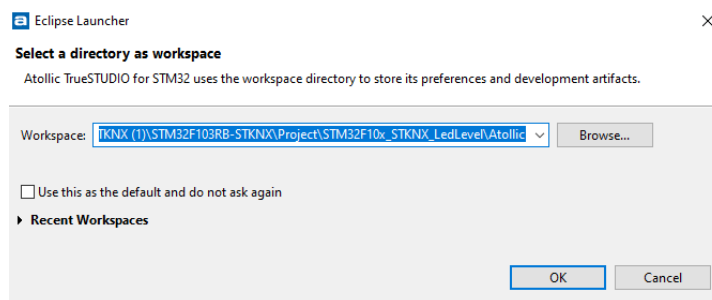 Eclipse Launcher
Select a directory as workspace
Atollic TrueSTUDIO for STM32 uses the workspace directory to store its preferences and development artifacts.
Workspace: TKNX (1)\STM32F103RB-STKNX\Project\STM32F10x_STKNX_LedLevel\Atollic Browse...
Use this as the default and do not ask again
Recent Workspaces
OK Cancel